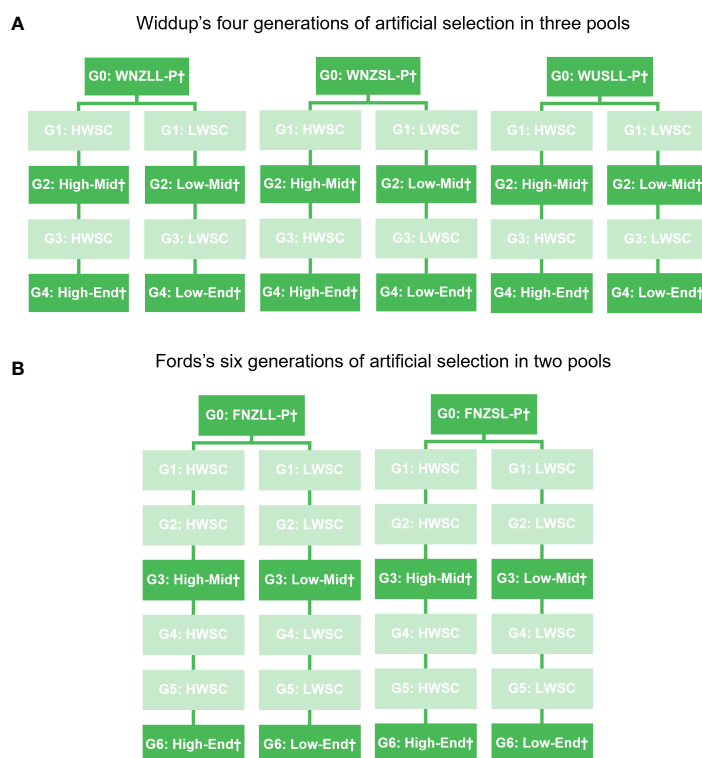 A
Widdup's four generations of artificial selection in three pools
G0: WNZLL-P† G0: WNZSL-P† G0: WUSLL-P†
G1: HWSC G1: LWSC G1: HWSC G1: LWSC G1: HWSC G1: LWSC
G2: High-Mid† G2: Low-Mid† G2: High-Mid† G2: Low-Mid† G2: High-Mid† G2: Low-Mid†
G3: HWSC G3: LWSC G3: HWSC G3: LWSC G3: HWSC G3: LWSC
G4: High-End† G4: Low-End† G4: High-End† G4: Low-End† G4: High-End† G4: Low-End†
B
Fords's six generations of artificial selection in two pools
G0: FNZLL-P† G0: FNZSL-P†
G1: HWSC G1: LWSC G1: HWSC G1: LWSC
G2: HWSC G2: LWSC G2: HWSC G2: LWSC
G3: High-Mid† G3: Low-Mid† G3: High-Mid† G3: Low-Mid†
G4: HWSC G4: LWSC G4: HWSC G4: LWSC
G5: HWSC G5: LWSC G5: HWSC G5: LWSC
G6: High-End† G6: Low-End† G6: High-End† G6: Low-End†